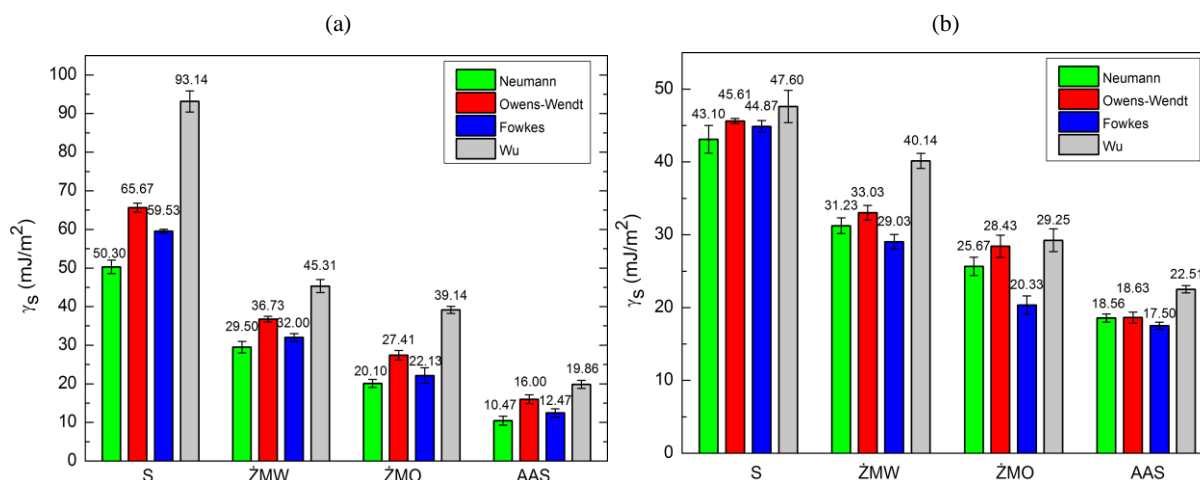 (a)
γs (mJ/m²)
100
90
80
70
60
50
40
30
20
10
0
Neumann
Owens-Wendt
Fowkes
Wu
50.30
65.67
59.53
93.14
29.50
36.73
32.00
45.31
20.10
27.41
22.13
39.14
10.47
16.00
12.47
19.86
S
ŻMW
ŻMO
AAS
(b)
γs (mJ/m²)
50
40
30
20
10
0
Neumann
Owens-Wendt
Fowkes
Wu
43.10
45.61
44.87
47.60
31.23
33.03
29.03
40.14
25.67
28.43
20.33
29.25
18.56
18.63
17.50
22.51
S
ŻMW
ŻMO
AAS